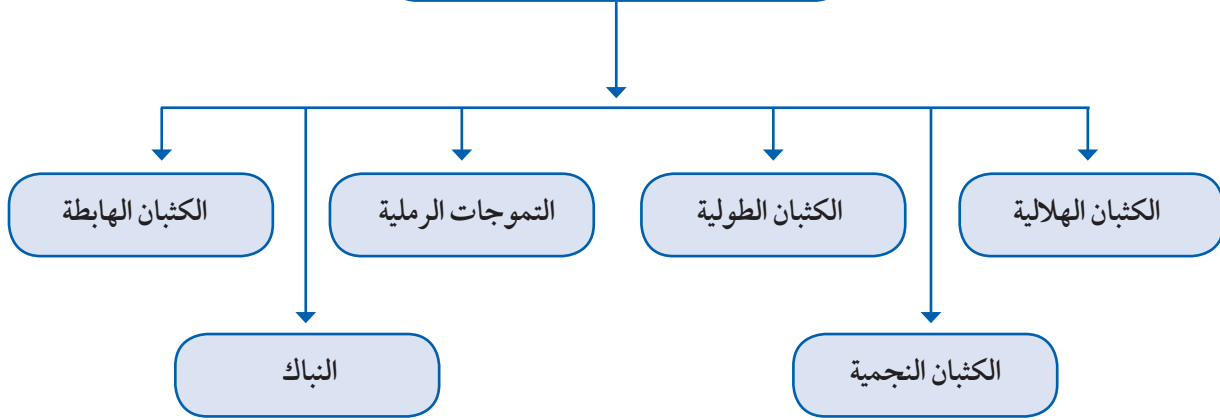 الكثبان الهلالية
الكثبان الطولية
التموجات الرملية
الكثبان الهابطة
الكثبان النجمية
النباك